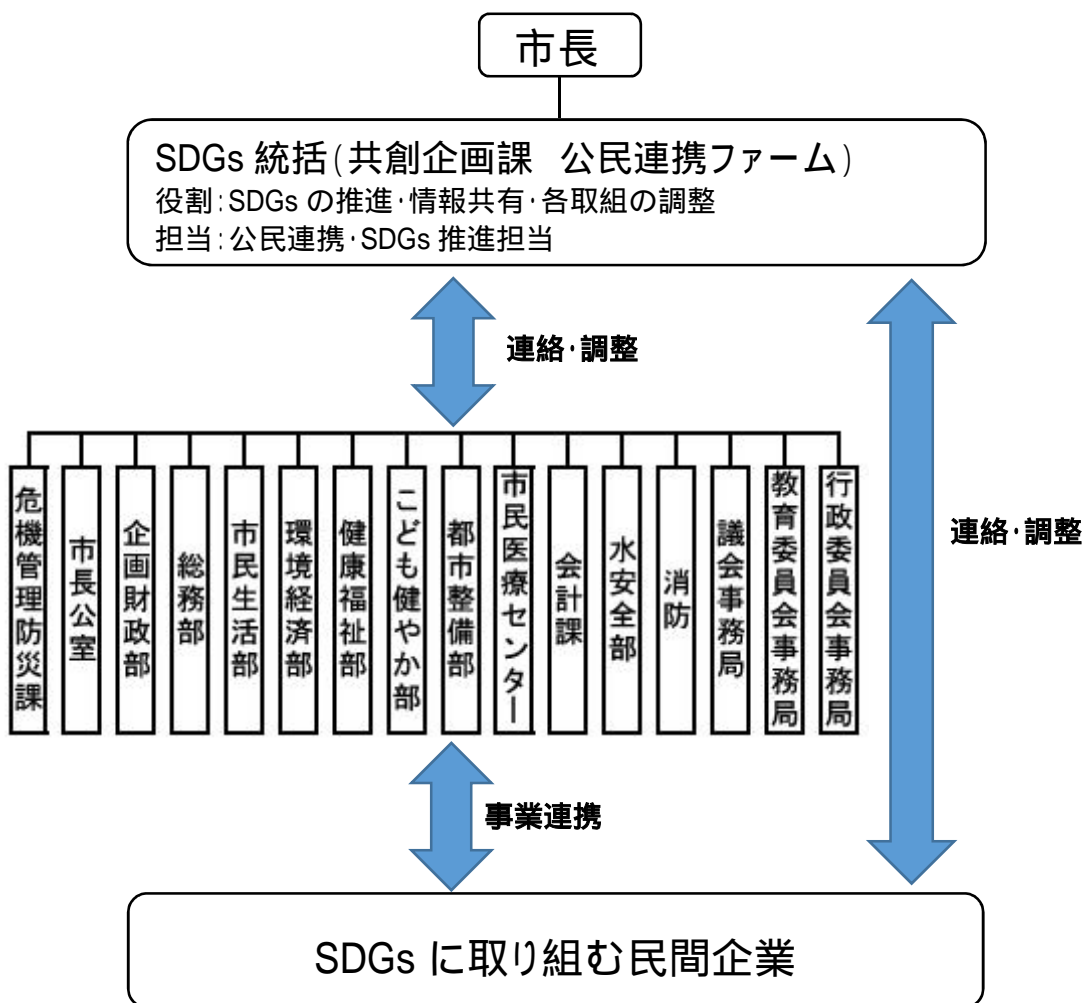 市長
SDGs 統括(共創企画課 公民連携ファーム)
役割:SDGs の推進・情報共有・各取組の調整
担当:公民連携・SDGs 推進担当
連絡・調整
危機管理防災課
市長公室
企画財政部
総務部
市民生活部
環境経済部
健康福祉部
こども健やか部
都市整備部
市民医療センター
会計課
水安全部
消防
議会事務局
教育委員会事務局
行政委員会事務局
連絡・調整
事業連携
SDGs に取り組む民間企業